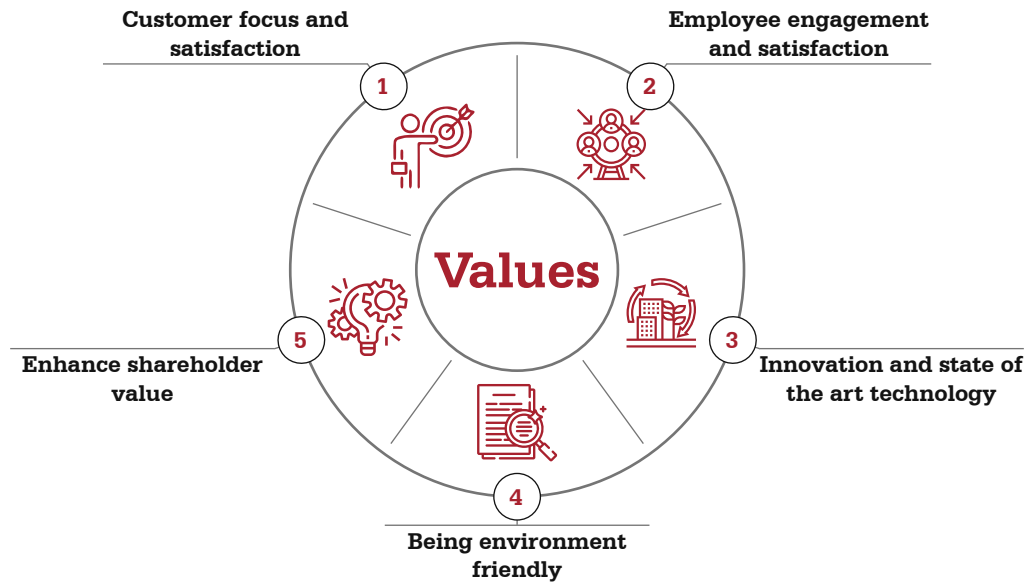 Customer focus and
satisfaction
1
Employee engagement
and satisfaction
2
Values
3
Innovation and state of
the art technology
4
Being environment
friendly
5
Enhance shareholder
value